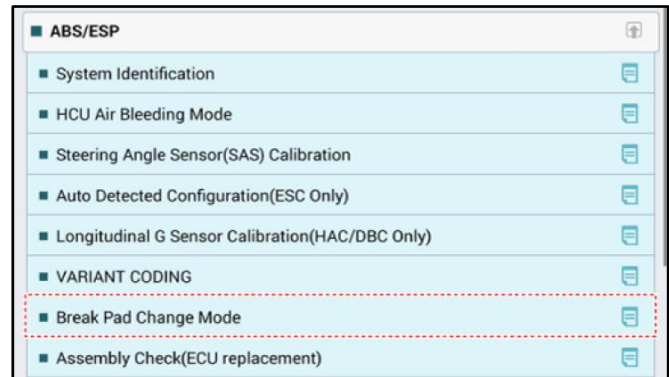 ABS/ESP
System Identification
HCU Air Bleeding Mode
Steering Angle Sensor(SAS) Calibration
Auto Detected Configuration(ESC Only)
Longitudinal G Sensor Calibration(HAC/DBC Only)
VARIANT CODING
Break Pad Change Mode
Assembly Check(ECU replacement)